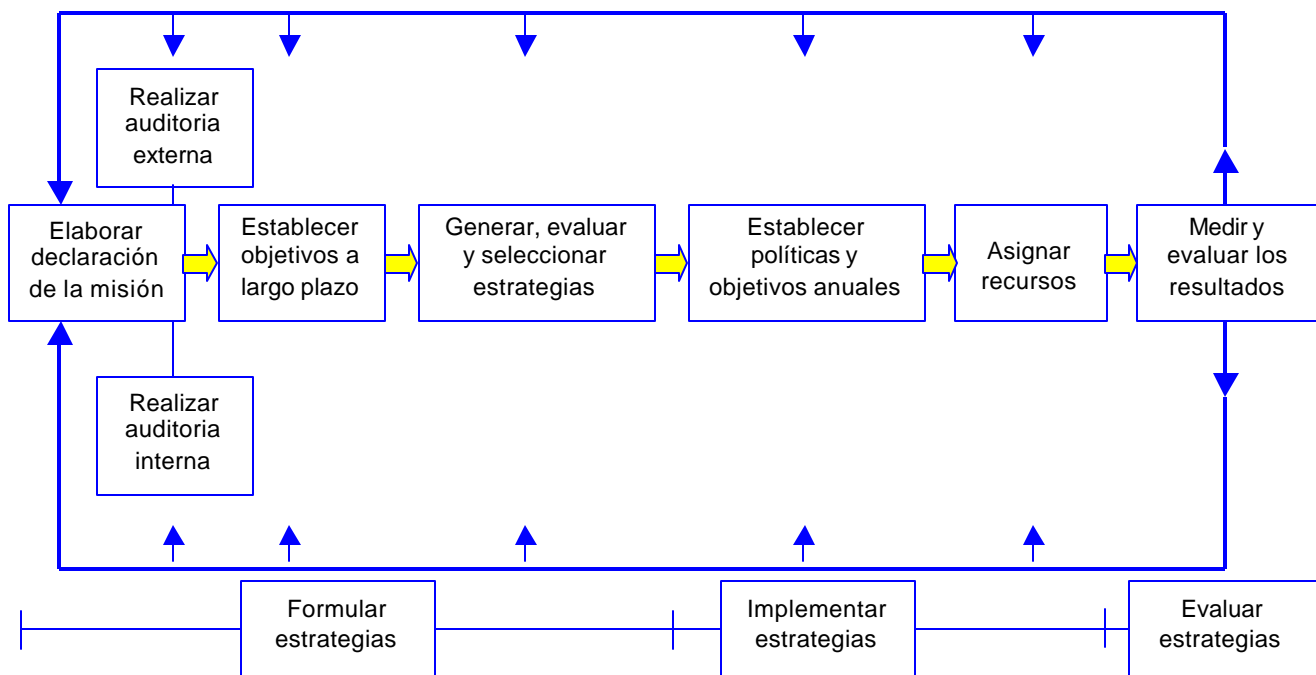 Realizar
auditoria
externa
Elaborar
declaración
de la misión
Establecer
objetivos a
largo plazo
Generar, evaluar
y seleccionar
estrategias
Establecer
políticas y
objetivos anuales
Asignar
recursos
Medir y
evaluar los
resultados
Realizar
auditoria
interna
Formular
estrategias
Implementar
estrategias
Evaluar
estrategias